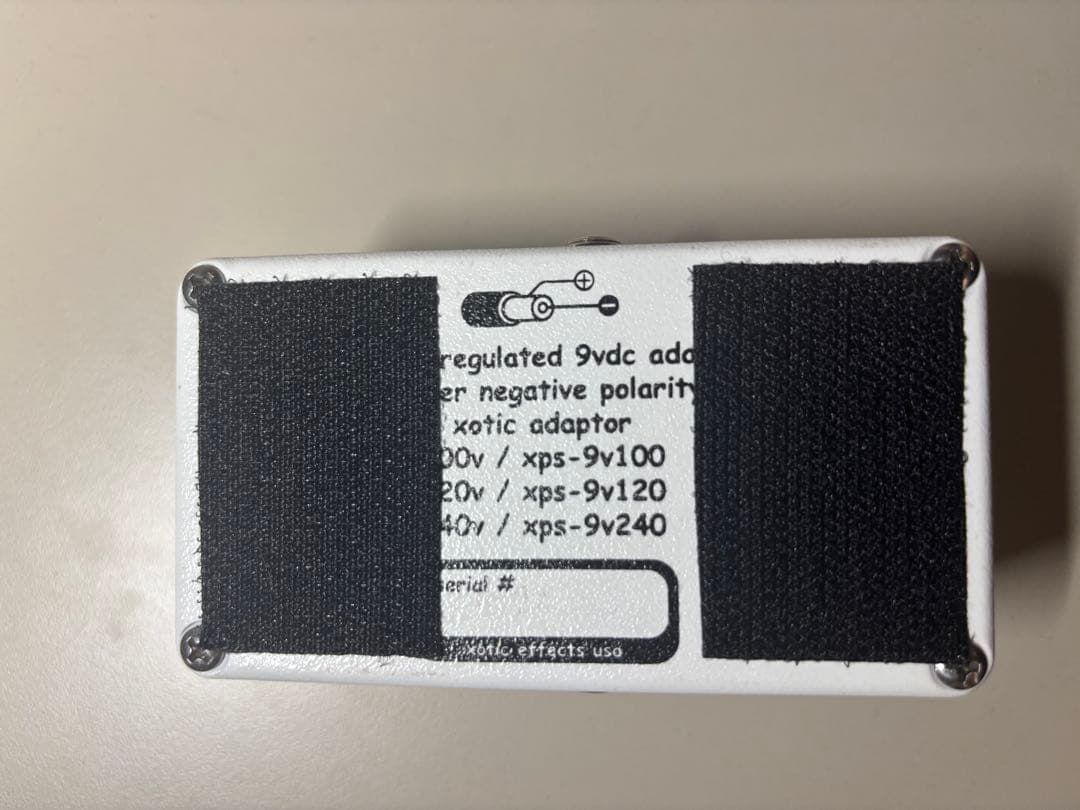 regulated 9vdc ada
er negative polarity
xotic adaptor
00v / xps-9v100
20v / xps-9v120
40v / xps-9v240
serial #
xotic effects usa